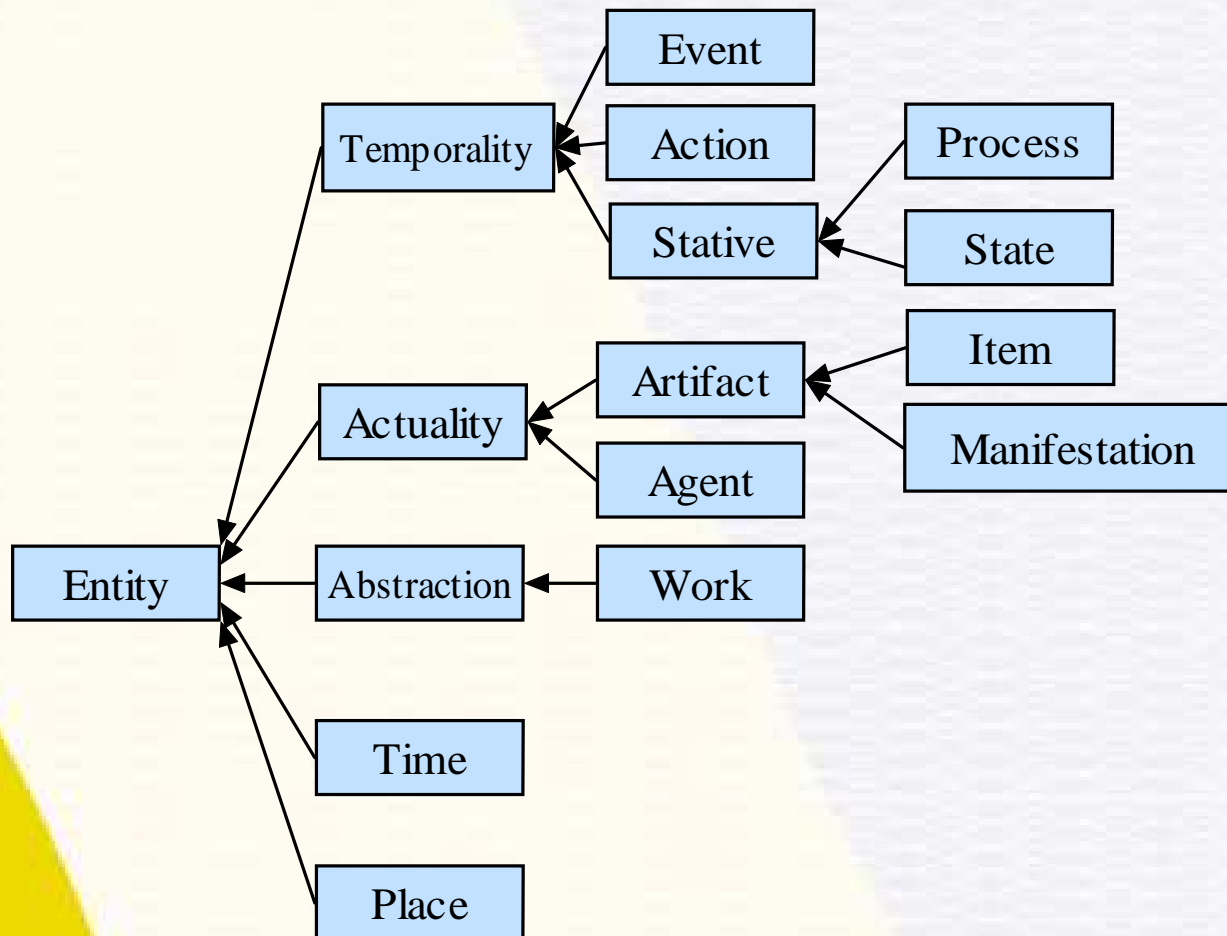 Event
Temporality
Action
Process
Stative
State
Item
Artifact
Actuality
Manifestation
Agent
Entity
Abstraction
Work
Time
Place